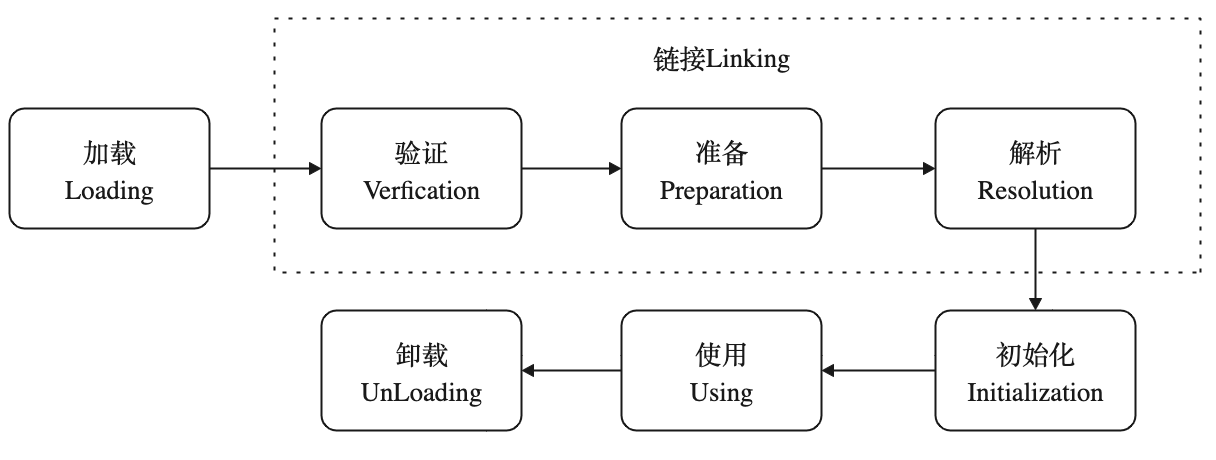 链接Linking
加载
Loading
验证
Verfication
准备
Preparation
解析
Resolution
初始化
Initialization
使用
Using
卸载
UnLoading